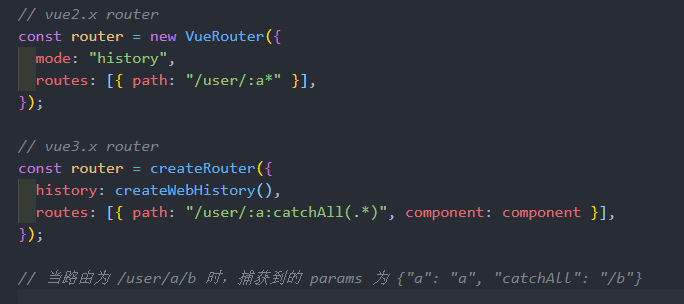 // vue2.x router
const router = new VueRouter({
  mode: "history",
  routes: [{ path: "/user/:a*" }],
});

// vue3.x router
const router = createRouter({
  history: createWebHistory(),
  routes: [{ path: "/user/:a:catchAll(.*)", component: component }],
});

// 当路由为 /user/a/b 时，捕获到的 params 为 {"a": "a", "catchAll": "/b"}